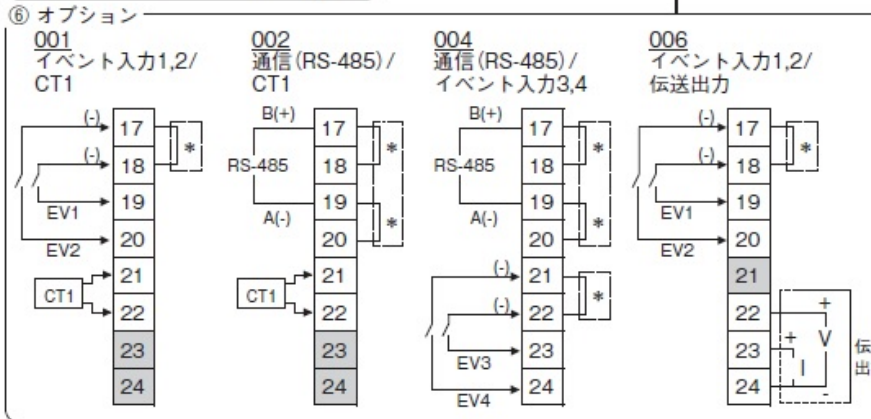 ⑥ オプション
001
イベント入力1,2/
CT1
(-)
17
*
(-)
18
19
EV1
20
EV2
21
CT1
22
23
24
002
通信(RS-485)/
CT1
B(+)
17
*
18
RS-485
19
*
A(-)
20
21
CT1
22
23
24
004
通信(RS-485)/
イベント入力3,4
B(+)
17
*
18
RS-485
19
*
A(-)
20
(-)
21
*
(-)
22
23
EV3
24
EV4
006
イベント入力1,2/
伝送出力
(-)
17
*
(-)
18
19
EV1
20
EV2
21
22
+
23
+
V
I
24
-
伝
出